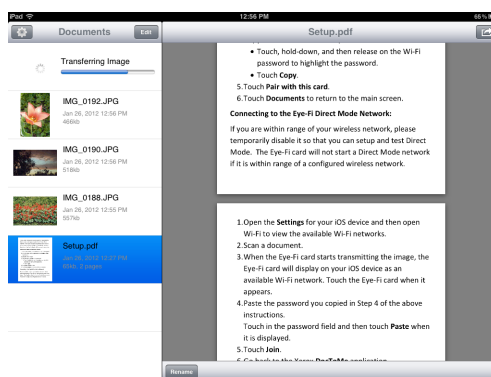 iPad
12:56 PM
66%
Documents
Edit
Setup.pdf
Transferring Image
IMG_0192.JPG
Jan 26, 2012 12:56 PM
466kb
IMG_0190.JPG
Jan 26, 2012 12:56 PM
518kb
IMG_0188.JPG
Jan 26, 2012 12:55 PM
557kb
Setup.pdf
Jan 26, 2012 12:27 PM
65kb, 2 pages
• Touch, hold-down, and then release on the Wi-Fi
password to highlight the password.
• Touch Copy.
5. Touch Pair with this card.
6. Touch Documents to return to the main screen.
Connecting to the Eye-Fi Direct Mode Network:
If you are within range of your wireless network, please
temporarily disable it so that you can setup and test Direct
Mode. The Eye-Fi card will not start a Direct Mode network
if it is within range of a configured wireless network.
1. Open the Settings for your iOS device and then open
Wi-Fi to view the available Wi-Fi networks.
2. Scan a document.
3. When the Eye-Fi card starts transmitting the image, the
Eye-Fi card will display on your iOS device as an
available Wi-Fi network. Touch the Eye-Fi card when it
appears.
4. Paste the password you copied in Step 4 of the above
instructions.
Touch in the password field and then touch Paste when
it is displayed.
5. Touch Join.
6. Go back to the Xerox DocToMe application
Rename